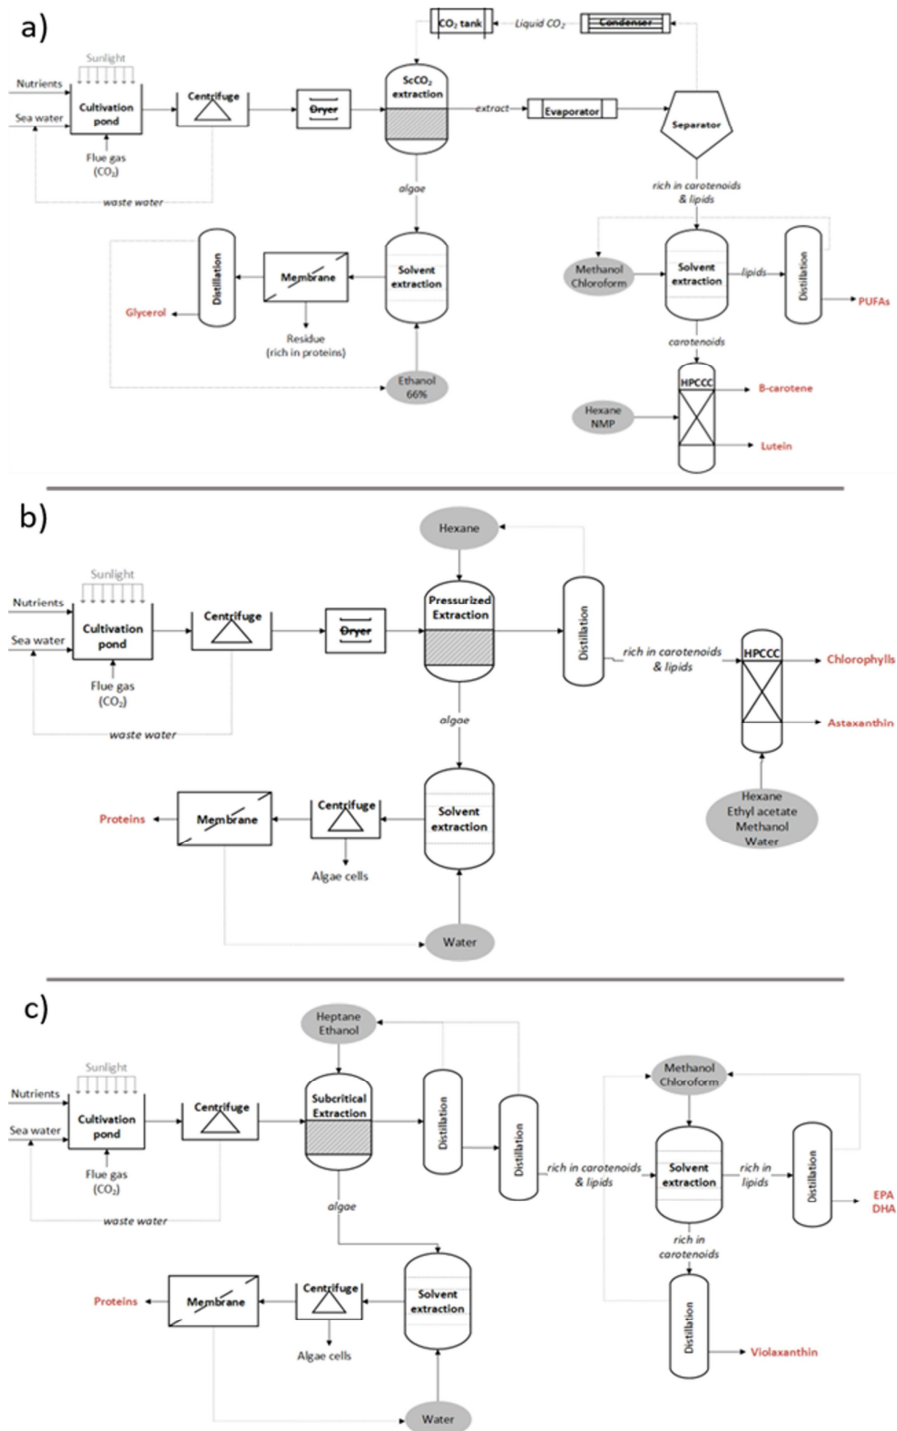 a)
CO₂ tank
Liquid CO₂
Condenser
Sunlight
Nutrients
Sea water
Cultivation
pond
Flue gas
(CO₂)
Centrifuge
waste water
Dryer
ScCO₂
extraction
extract
Evaporator
Separator
algae
rich in carotenoids
& lipids
Glycerol
Distillation
Membrane
Residue
(rich in proteins)
Solvent
extraction
Ethanol
66%
Methanol
Chloroform
Solvent
extraction
lipids
Distillation
PUFAs
carotenoids
HPCCC
Hexane
NMP
B-carotene
Lutein
b)
Hexane
Sunlight
Nutrients
Sea water
Cultivation
pond
Flue gas
(CO₂)
Centrifuge
waste water
Dryer
Pressurized
Extraction
Distillation
rich in carotenoids
& lipids
HPCCC
Chlorophylls
Astaxanthin
Hexane
Ethyl acetate
Methanol
Water
algae
Proteins
Membrane
Centrifuge
Algae cells
Solvent
extraction
Water
c)
Heptane
Ethanol
Sunlight
Nutrients
Sea water
Cultivation
pond
Flue gas
(CO₂)
Centrifuge
waste water
Subcritical
Extraction
Distillation
Distillation
rich in carotenoids
& lipids
Methanol
Chloroform
Solvent
extraction
rich in
lipids
Distillation
EPA
DHA
rich in
carotenoids
Distillation
Violaxanthin
algae
Proteins
Membrane
Centrifuge
Algae cells
Solvent
extraction
Water